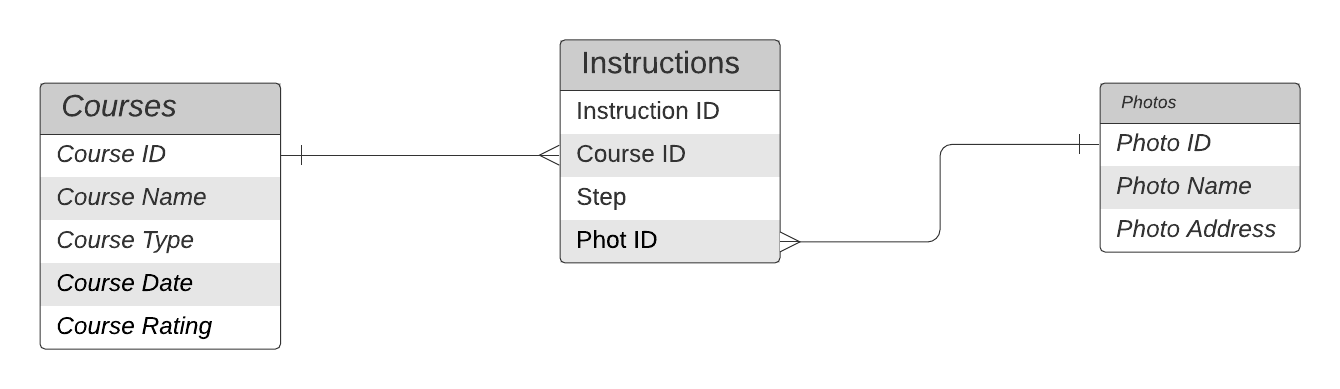 Courses
Course ID
Course Name
Course Type
Course Date
Course Rating
Instructions
Instruction ID
Course ID
Step
Phot ID
Photos
Photo ID
Photo Name
Photo Address